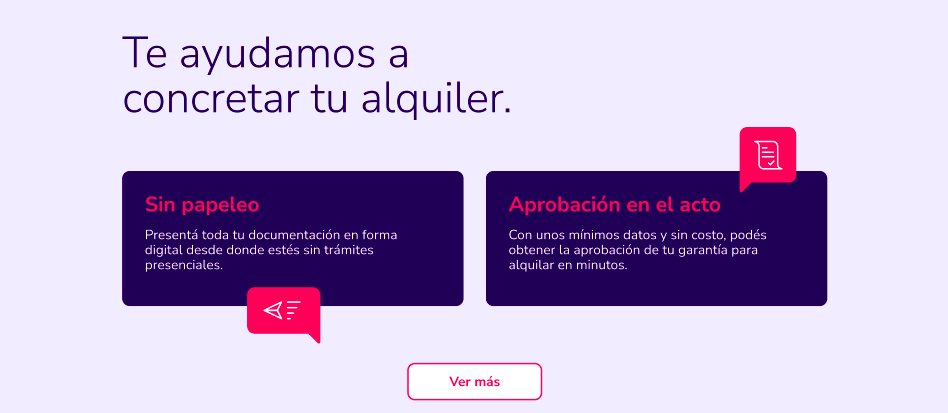 Te ayudamos a
concretar tu alquiler.
Sin papeleo
Presentá toda tu documentación en forma
digital desde donde estés sin trámites
presenciales.
Aprobación en el acto
Con unos mínimos datos y sin costo, podés
obtener la aprobación de tu garantía para
alquilar en minutos.
Ver más